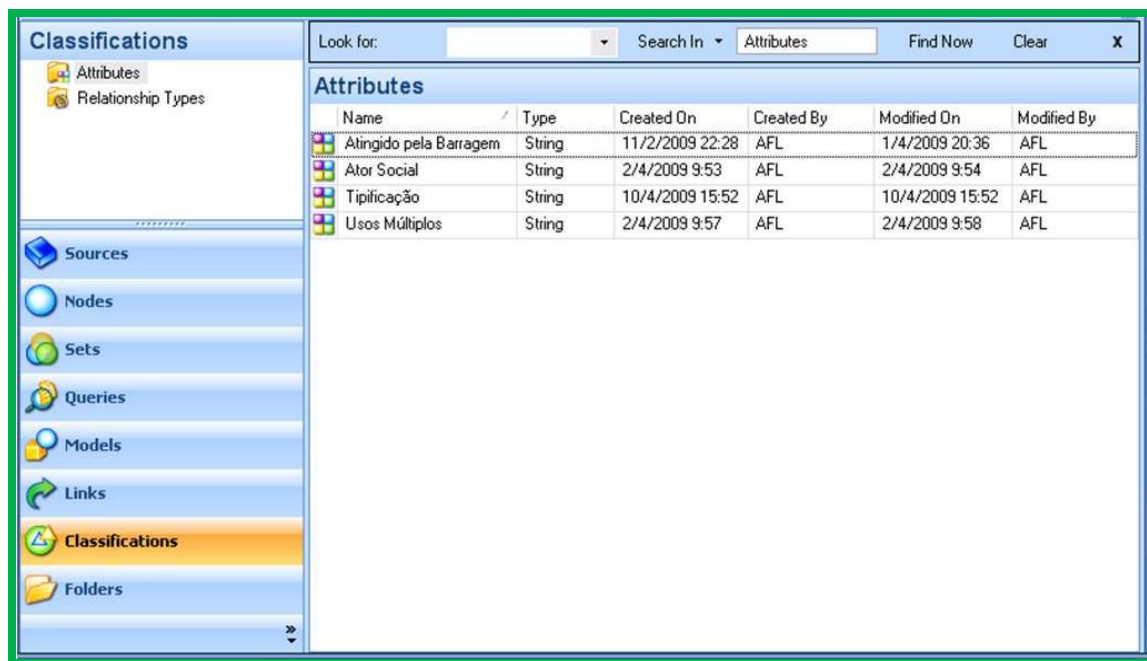 Classifications
Attributes
Relationship Types
Sources
Nodes
Sets
Queries
Models
Links
Classifications
Folders
Look for: Search In Attributes Find Now Clear X
Attributes
Name Type Created On Created By Modified On Modified By
Atingido pela Barragem String 11/2/2009 22:28 AFL 1/4/2009 20:36 AFL
Ator Social String 2/4/2009 9:53 AFL 2/4/2009 9:54 AFL
Tipificação String 10/4/2009 15:52 AFL 10/4/2009 15:52 AFL
Usos Múltiplos String 2/4/2009 9:57 AFL 2/4/2009 9:58 AFL